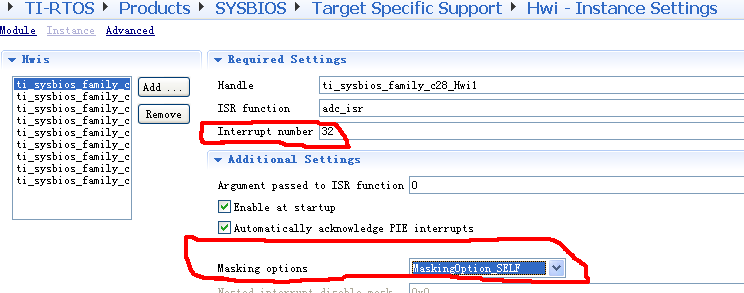 TI-RTOS Products SYSBIOS Target Specific Support Hwi - Instance Settings
Module Instance Advanced
Hwis
ti_sysbios_family_c
ti_sysbios_family_c
ti_sysbios_family_c
ti_sysbios_family_c
ti_sysbios_family_c
ti_sysbios_family_c
ti_sysbios_family_c
ti_sysbios_family_c
ti_sysbios_family_c
Add ...
Remove
Required Settings
Handle ti_sysbios_family_c28_Hwi1
ISR function adc_isr
Interrupt number 32
Additional Settings
Argument passed to ISR function 0
Enable at startup
Automatically acknowledge PIE interrupts
Masking options MaskingOption_SELF
Nested interrupt disable mask 0x0